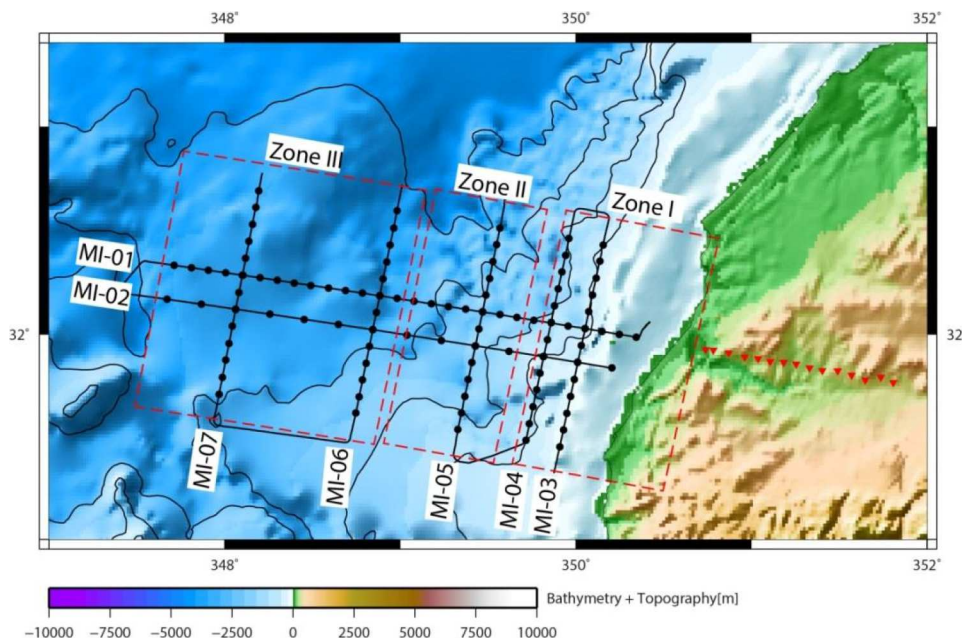 348° 350° 352°
Zone III
Zone II
Zone I
MI-01
MI-02
32° 32
MI-07
MI-06
MI-05
MI-04
MI-03
348° 350° 352°
Bathymetry + Topography[m]
−10000 −7500 −5000 −2500 0 2500 5000 7500 10000